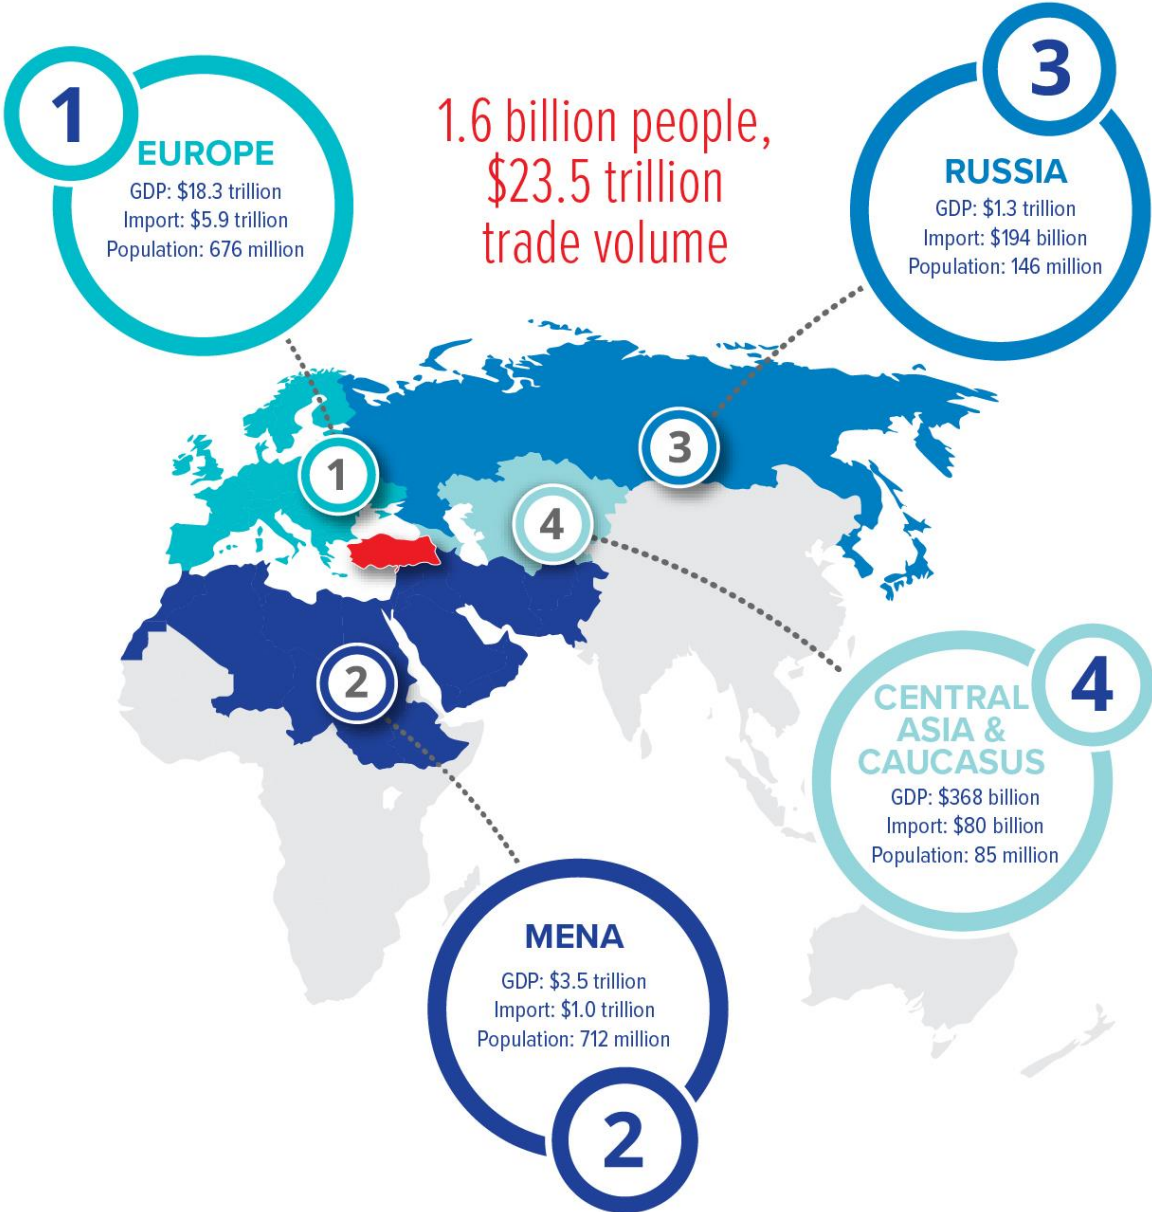 1
EUROPE
GDP: $18.3 trillion
Import: $5.9 trillion
Population: 676 million
1.6 billion people,
$23.5 trillion
trade volume
3
RUSSIA
GDP: $1.3 trillion
Import: $194 billion
Population: 146 million
1
3
4
2
4
CENTRAL
ASIA &
CAUCASUS
GDP: $368 billion
Import: $80 billion
Population: 85 million
MENA
GDP: $3.5 trillion
Import: $1.0 trillion
Population: 712 million
2